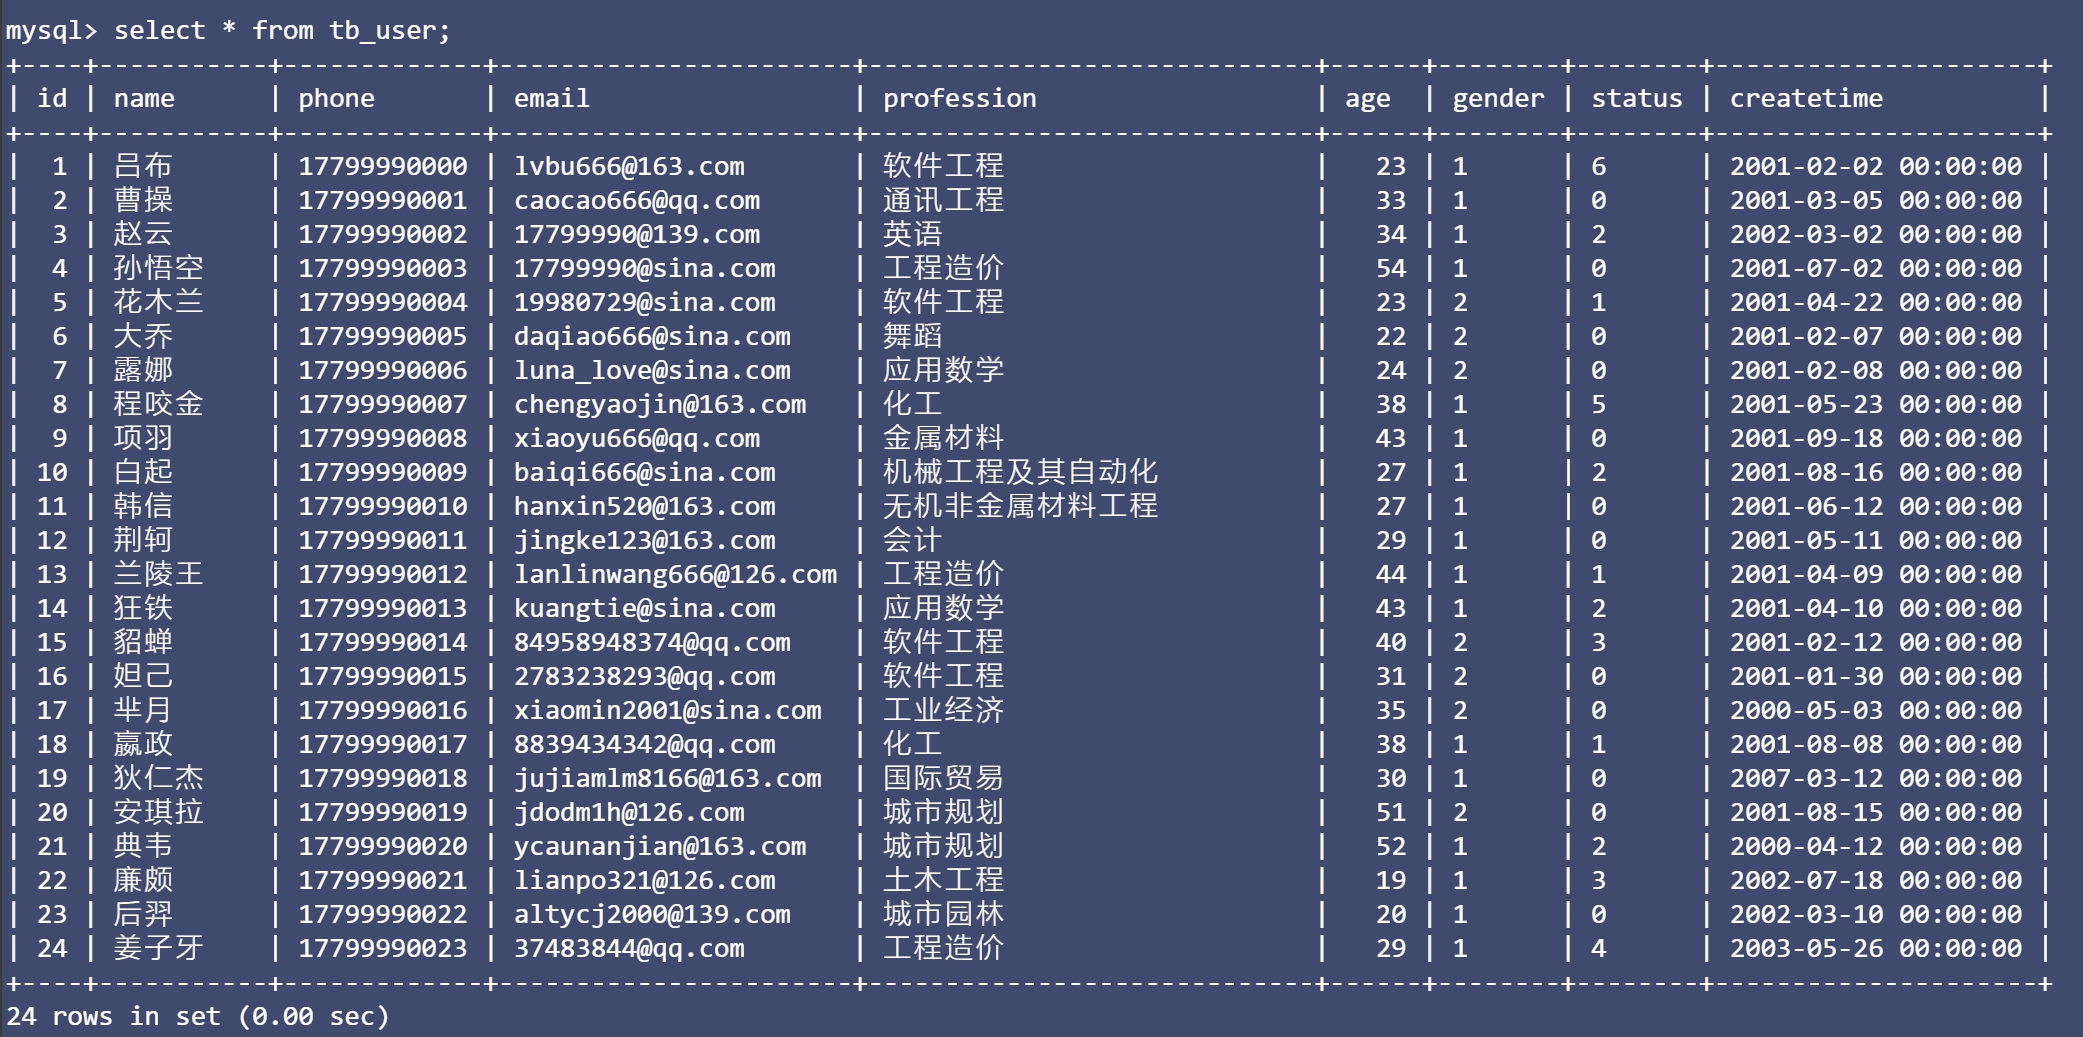 mysql> select * from tb_user;
+----+-----------+-------------+-----------------------+-----------------------------+------+--------+--------+---------------------+
| id | name      | phone       | email                 | profession                  | age  | gender | status | createtime          |
+----+-----------+-------------+-----------------------+-----------------------------+------+--------+--------+---------------------+
|  1 | 吕布      | 17799990000 | lvbu666@163.com       | 软件工程                    |   23 | 1      | 6      | 2001-02-02 00:00:00 |
|  2 | 曹操      | 17799990001 | caocao666@qq.com      | 通讯工程                    |   33 | 1      | 0      | 2001-03-05 00:00:00 |
|  3 | 赵云      | 17799990002 | 17799990@139.com      | 英语                        |   34 | 1      | 2      | 2002-03-02 00:00:00 |
|  4 | 孙悟空    | 17799990003 | 17799990@sina.com     | 工程造价                    |   54 | 1      | 0      | 2001-07-02 00:00:00 |
|  5 | 花木兰    | 17799990004 | 19980729@sina.com     | 软件工程                    |   23 | 2      | 1      | 2001-04-22 00:00:00 |
|  6 | 大乔      | 17799990005 | daqiao666@sina.com    | 舞蹈                        |   22 | 2      | 0      | 2001-02-07 00:00:00 |
|  7 | 露娜      | 17799990006 | luna_love@sina.com    | 应用数学                    |   24 | 2      | 0      | 2001-02-08 00:00:00 |
|  8 | 程咬金    | 17799990007 | chengyaojin@163.com   | 化工                        |   38 | 1      | 5      | 2001-05-23 00:00:00 |
|  9 | 项羽      | 17799990008 | xiaoyu666@qq.com      | 金属材料                    |   43 | 1      | 0      | 2001-09-18 00:00:00 |
| 10 | 白起      | 17799990009 | baiqi666@sina.com     | 机械工程及其自动化          |   27 | 1      | 2      | 2001-08-16 00:00:00 |
| 11 | 韩信      | 17799990010 | hanxin520@163.com     | 无机非金属材料工程          |   27 | 1      | 0      | 2001-06-12 00:00:00 |
| 12 | 荆轲      | 17799990011 | jingke123@163.com     | 会计                        |   29 | 1      | 0      | 2001-05-11 00:00:00 |
| 13 | 兰陵王    | 17799990012 | lanlinwang666@126.com | 工程造价                    |   44 | 1      | 1      | 2001-04-09 00:00:00 |
| 14 | 狂铁      | 17799990013 | kuangtie@sina.com     | 应用数学                    |   43 | 1      | 2      | 2001-04-10 00:00:00 |
| 15 | 貂蝉      | 17799990014 | 84958948374@qq.com    | 软件工程                    |   40 | 2      | 3      | 2001-02-12 00:00:00 |
| 16 | 妲己      | 17799990015 | 2783238293@qq.com     | 软件工程                    |   31 | 2      | 0      | 2001-01-30 00:00:00 |
| 17 | 芈月      | 17799990016 | xiaomin2001@sina.com  | 工业经济                    |   35 | 2      | 0      | 2000-05-03 00:00:00 |
| 18 | 嬴政      | 17799990017 | 8839434342@qq.com     | 化工                        |   38 | 1      | 1      | 2001-08-08 00:00:00 |
| 19 | 狄仁杰    | 17799990018 | jujiamlm8166@163.com  | 国际贸易                    |   30 | 1      | 0      | 2007-03-12 00:00:00 |
| 20 | 安琪拉    | 17799990019 | jdodm1h@126.com       | 城市规划                    |   51 | 2      | 0      | 2001-08-15 00:00:00 |
| 21 | 典韦      | 17799990020 | ycaunanjian@163.com   | 城市规划                    |   52 | 1      | 2      | 2000-04-12 00:00:00 |
| 22 | 廉颇      | 17799990021 | lianpo321@126.com     | 土木工程                    |   19 | 1      | 3      | 2002-07-18 00:00:00 |
| 23 | 后羿      | 17799990022 | altycj2000@139.com    | 城市园林                    |   20 | 1      | 0      | 2002-03-10 00:00:00 |
| 24 | 姜子牙    | 17799990023 | 37483844@qq.com       | 工程造价                    |   29 | 1      | 4      | 2003-05-26 00:00:00 |
+----+-----------+-------------+-----------------------+-----------------------------+------+--------+--------+---------------------+
24 rows in set (0.00 sec)